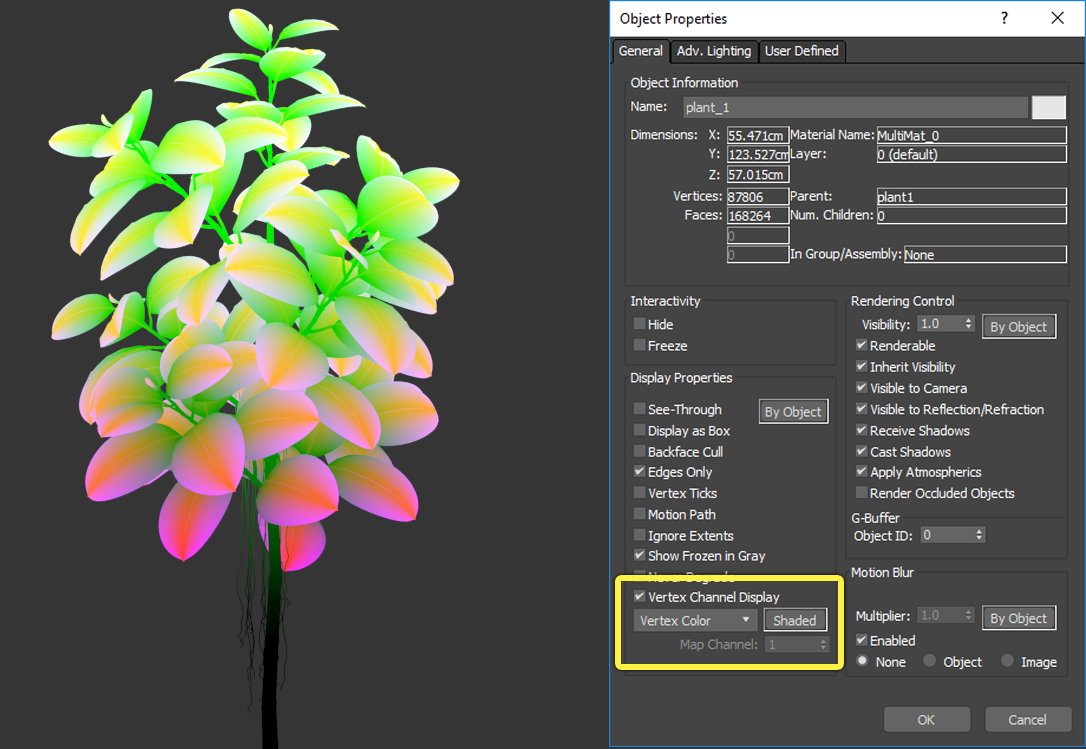 Object Properties ?
General Adv. Lighting User Defined
Object Information
Name: plant_1
Dimensions: X: 55.471cm Material Name: MultiMat_0
Y: 123.527cm Layer: 0 (default)
Z: 57.015cm
Vertices: 87806 Parent: plant1
Faces: 168264 Num. Children: 0
0
0 In Group/Assembly: None
Interactivity
Hide
Freeze
Display Properties
See-Through By Object
Display as Box
Backface Cull
Edges Only
Vertex Ticks
Motion Path
Ignore Extents
Show Frozen in Gray
Never Degrade
Vertex Channel Display
Vertex Color Shaded
Map Channel: 1
Rendering Control
Visibility: 1.0 By Object
Renderable
Inherit Visibility
Visible to Camera
Visible to Reflection/Refraction
Receive Shadows
Cast Shadows
Apply Atmospherics
Render Occluded Objects
G-Buffer
Object ID: 0
Motion Blur
Multiplier: 1.0 By Object
Enabled
None Object Image
OK Cancel